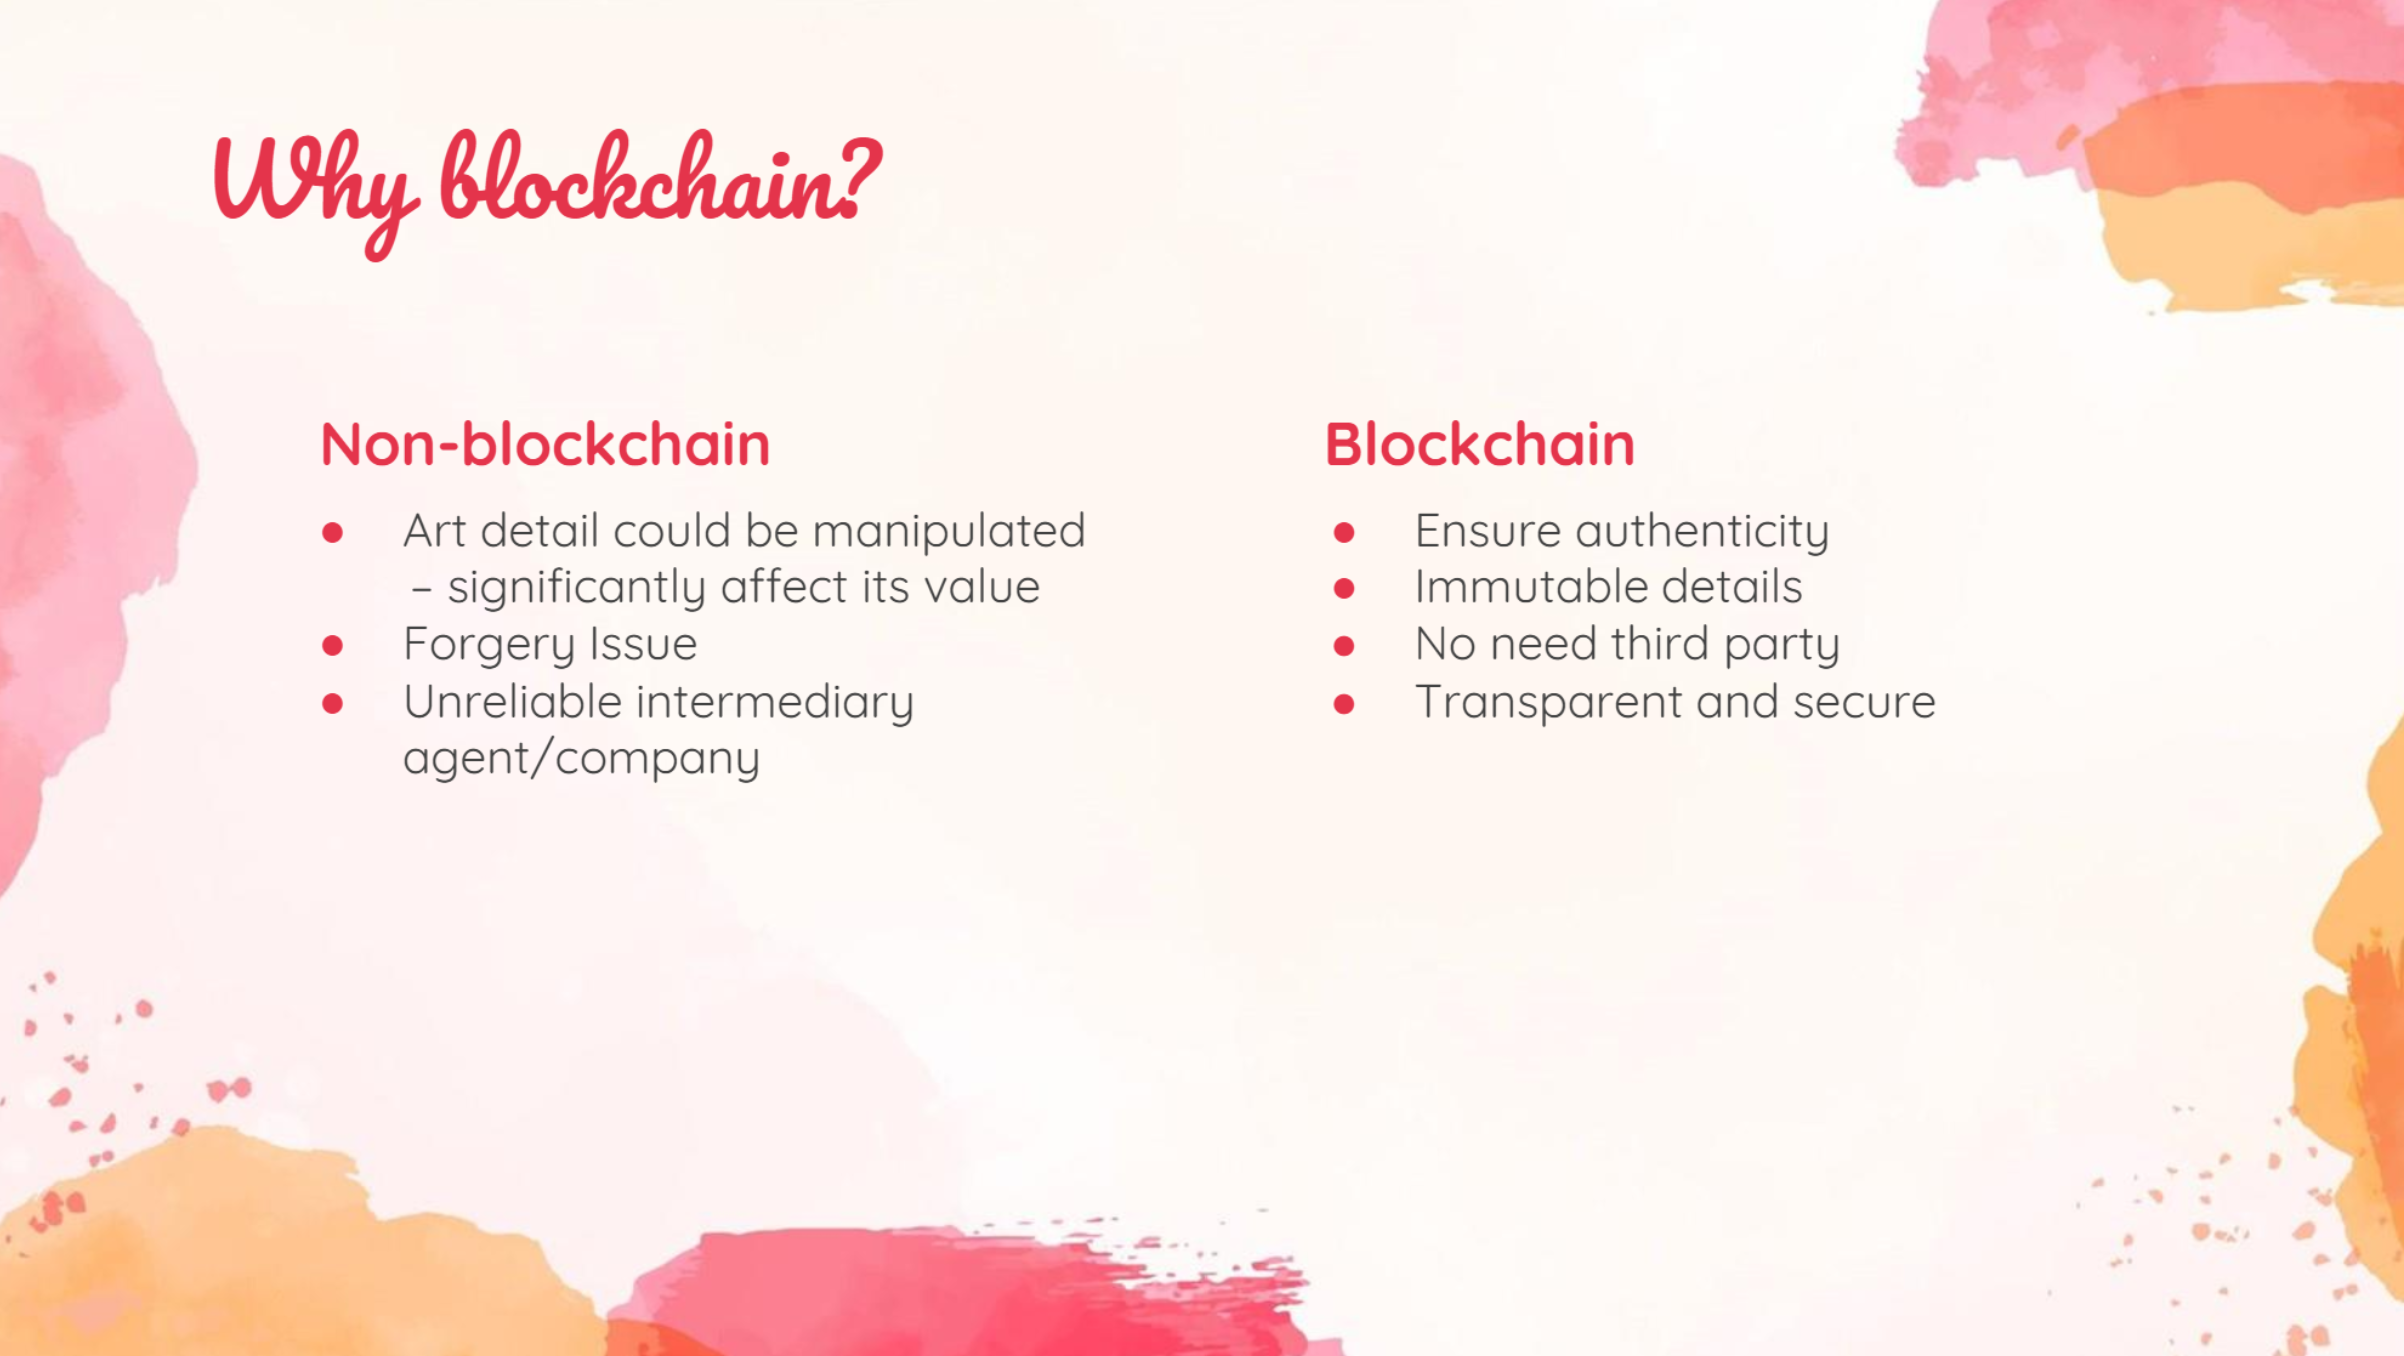 Why blockchain?
Non-blockchain
● Art detail could be manipulated
– significantly affect its value
● Forgery Issue
● Unreliable intermediary
agent/company
Blockchain
● Ensure authenticity
● Immutable details
● No need third party
● Transparent and secure